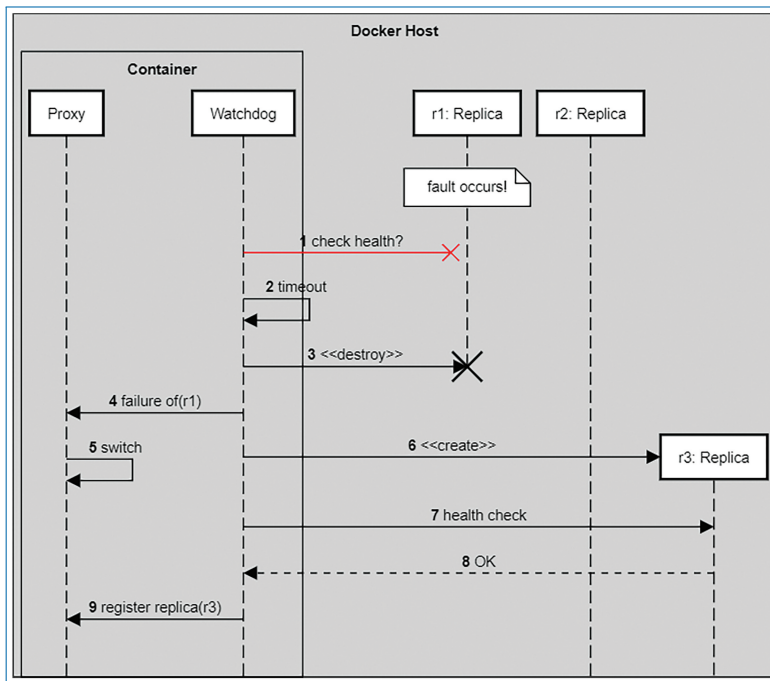 Docker Host
Container
Proxy
Watchdog
r1: Replica
r2: Replica
fault occurs!
1 check health?
2 timeout
3 <<destroy>>
4 failure of(r1)
5 switch
6 <<create>>
r3: Replica
7 health check
8 OK
9 register replica(r3)